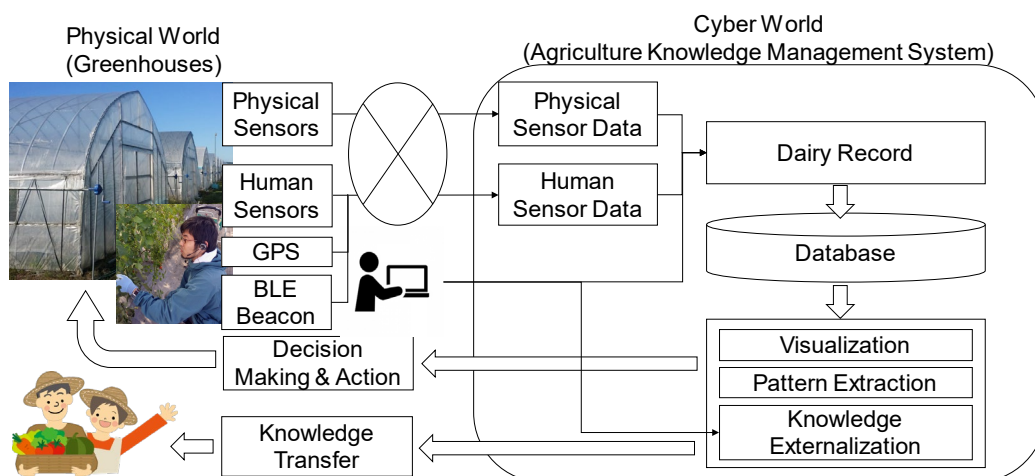 Physical World
(Greenhouses)
Cyber World
(Agriculture Knowledge Management System)
Physical
Sensors
Human
Sensors
GPS
BLE
Beacon
Physical
Sensor Data
Human
Sensor Data
Dairy Record
Database
Visualization
Pattern Extraction
Knowledge
Externalization
Decision
Making & Action
Knowledge
Transfer